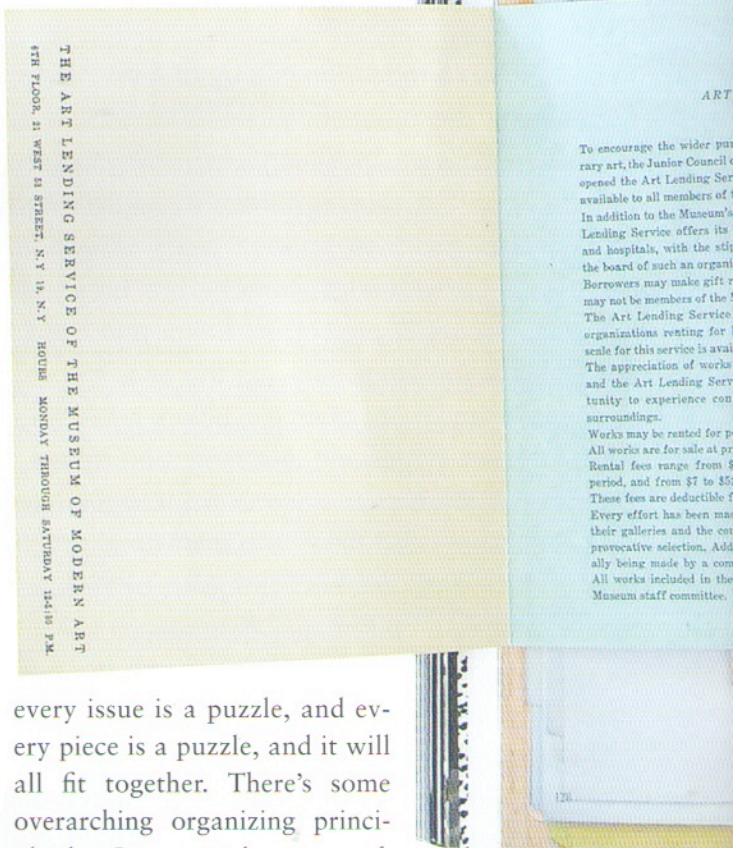 THE ART LENDING SERVICE OF THE MUSEUM OF MODERN ART
6TH FLOOR, 21 WEST 53 STREET, N.Y 19, N.Y HOURS MONDAY THROUGH SATURDAY 12-4:30 P.M.
ART
To encourage the wider pur
rary art, the Junior Council
opened the Art Lending Ser
available to all members of
In addition to the Museum's
Lending Service offers its
and hospitals, with the stip
the board of such an organi
Borrowers may make gift
may not be members of the
The Art Lending Service
organizations renting for
scale for this service is avai
The appreciation of works
and the Art Lending Serv
tunity to experience con
surroundings.
Works may be rented for
All works are for sale at
Rental fees range from $
period, and from $7 to
These fees are deductible
Every effort has been
their galleries and the
provocative selection. Add
ally being made by a com
All works included in the
Museum staff committee.
every issue is a puzzle, and ev-
ery piece is a puzzle, and it will
all fit together. There's some
overarching organizing princi-